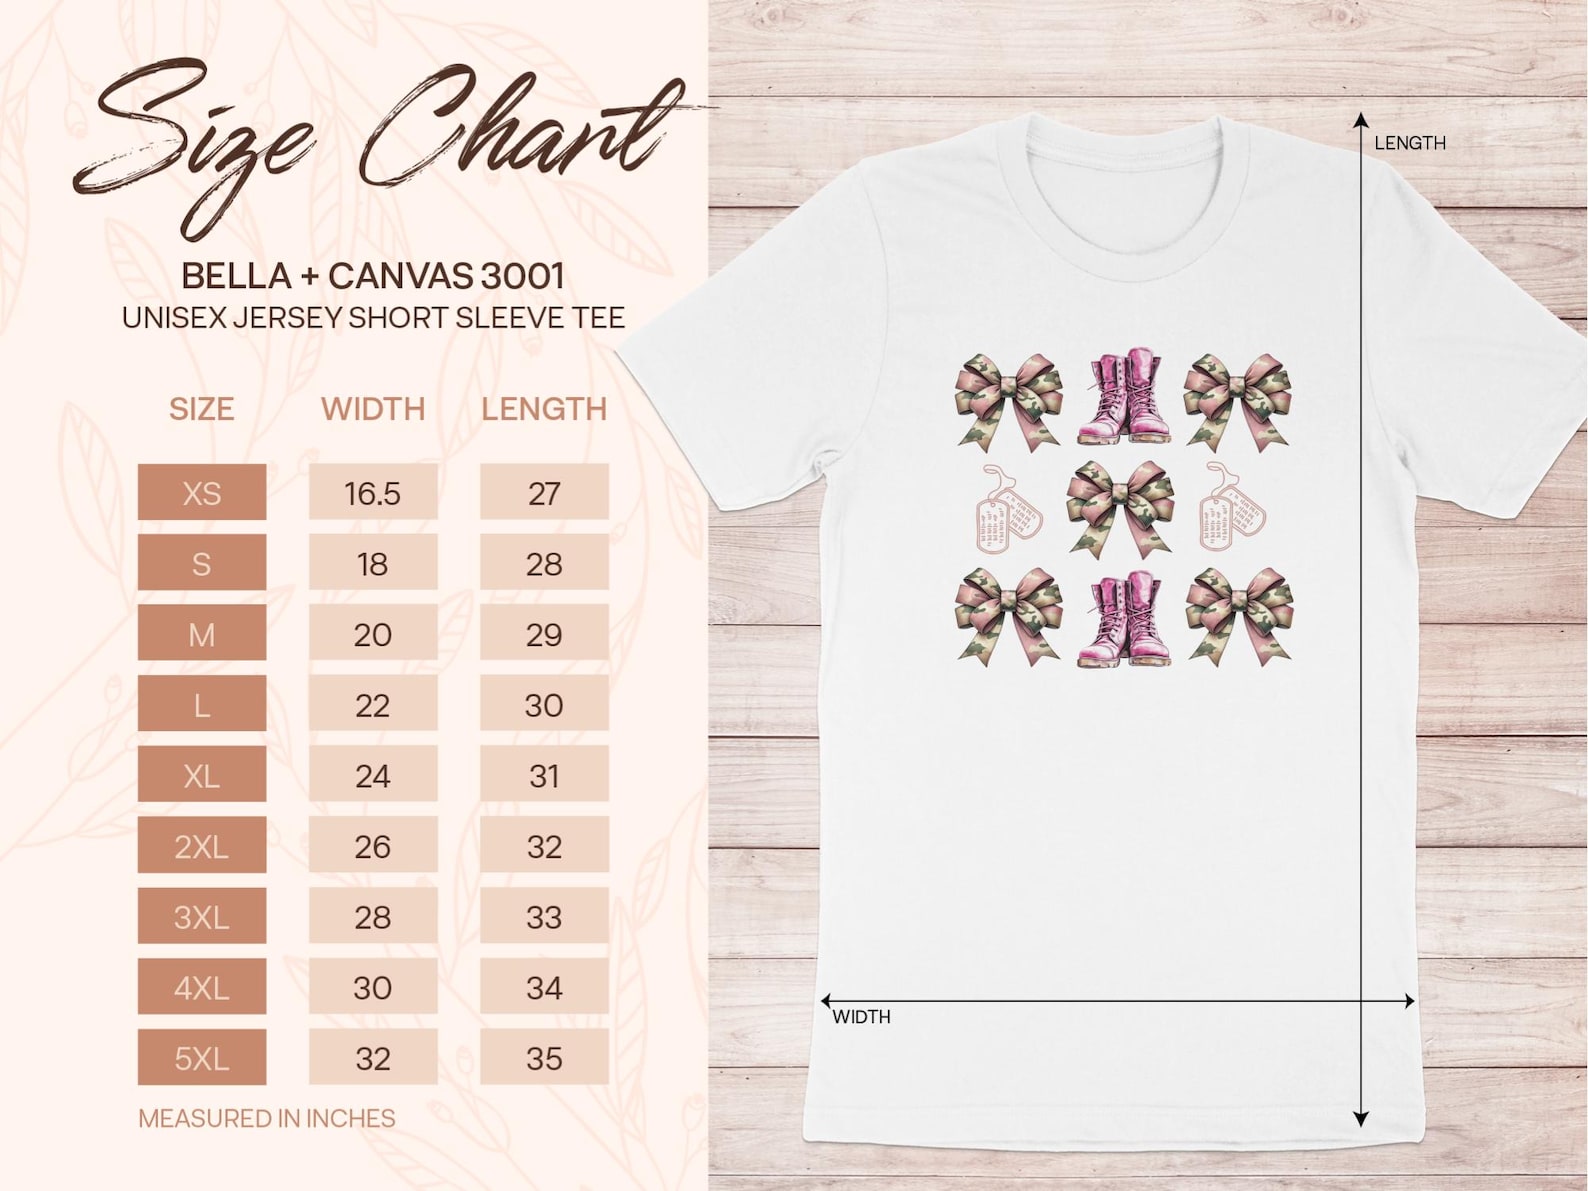 Size Chart
BELLA + CANVAS 3001
UNISEX JERSEY SHORT SLEEVE TEE
SIZE WIDTH LENGTH
XS 16.5 27
S 18 28
M 20 29
L 22 30
XL 24 31
2XL 26 32
3XL 28 33
4XL 30 34
5XL 32 35
MEASURED IN INCHES
LENGTH
WIDTH